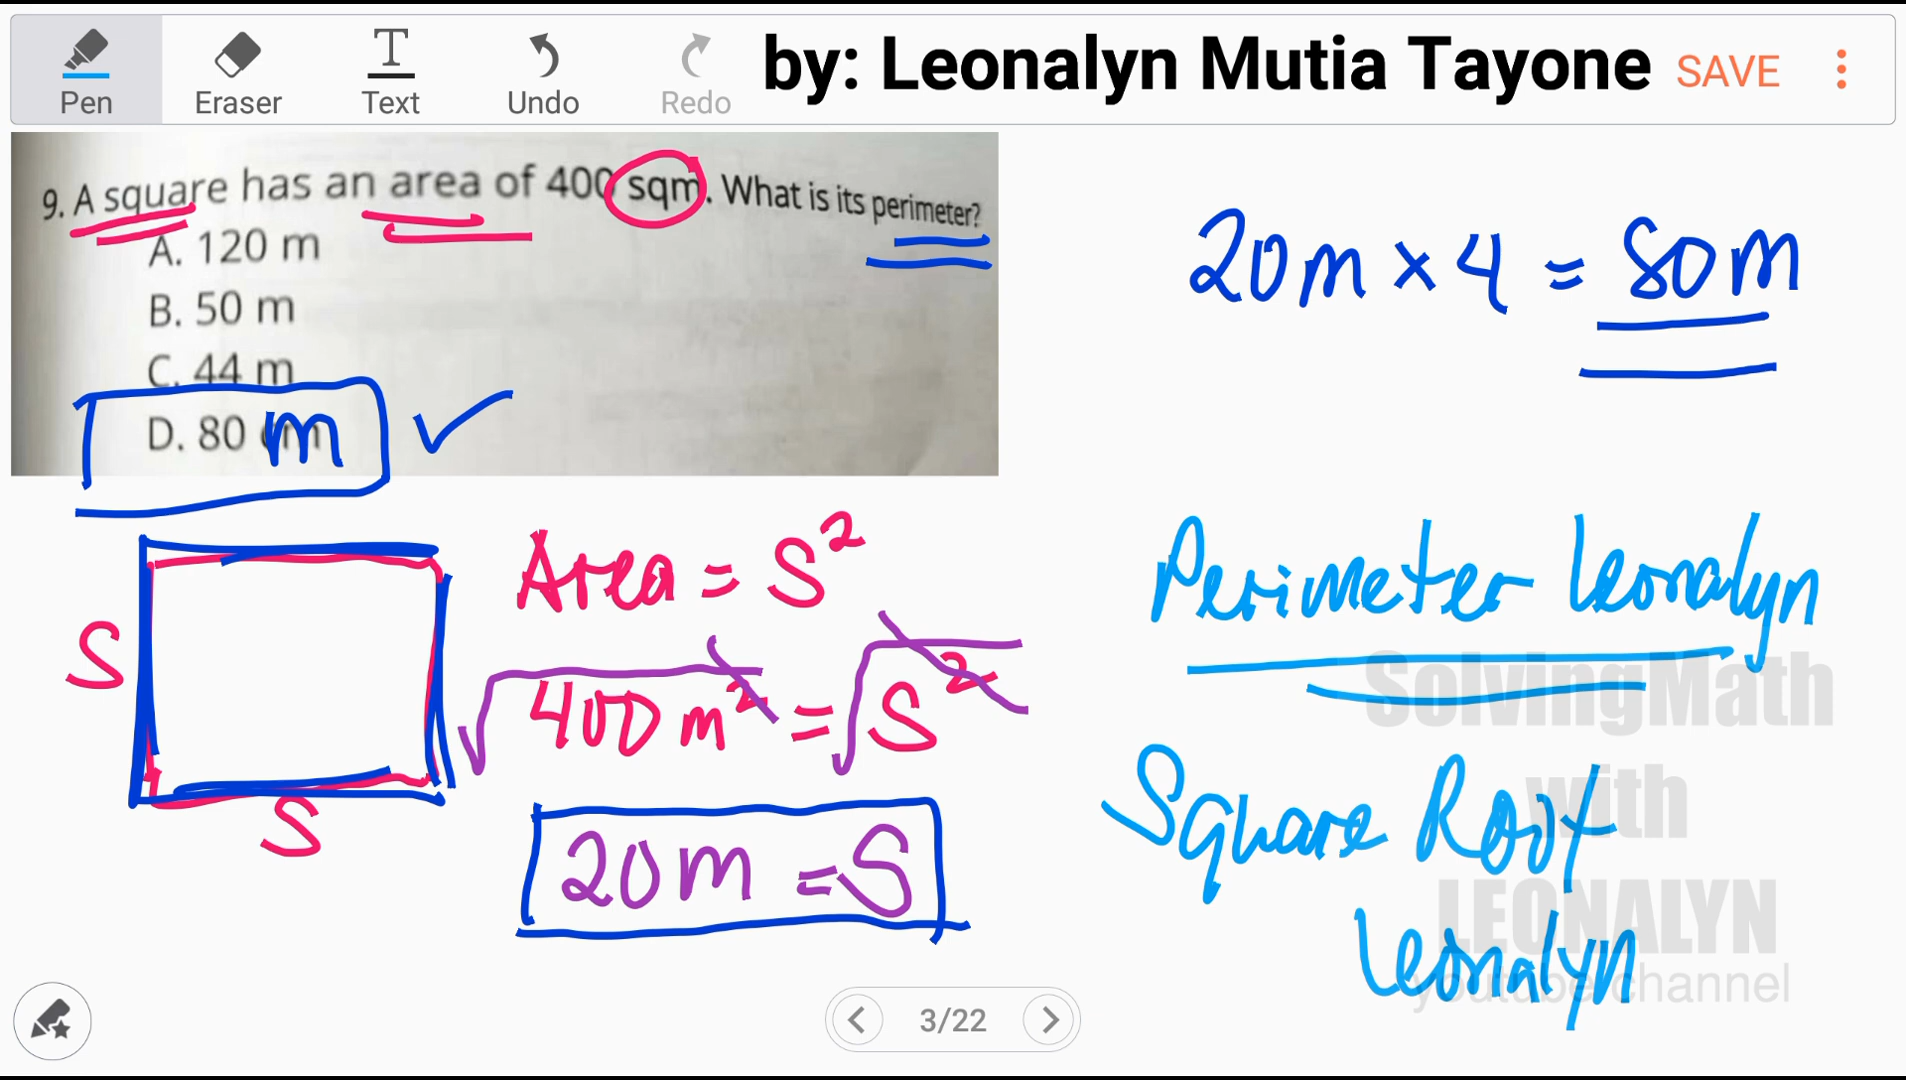 Pen
Eraser
Text
Undo
Redo
by: Leonalyn Mutia Tayone
SAVE
9. A square has an area of 400 sqm. What is its perimeter?
A. 120 m
B. 50 m
C. 44 m
D. 80 m
20m × 4 = 80m
S
S
Area = S²
√400 m² = √S²
20m = S
Perimeter Leonalyn
Square Root
Leonalyn
SolvingMath
with
LEONALYN
youtube channel
3/22